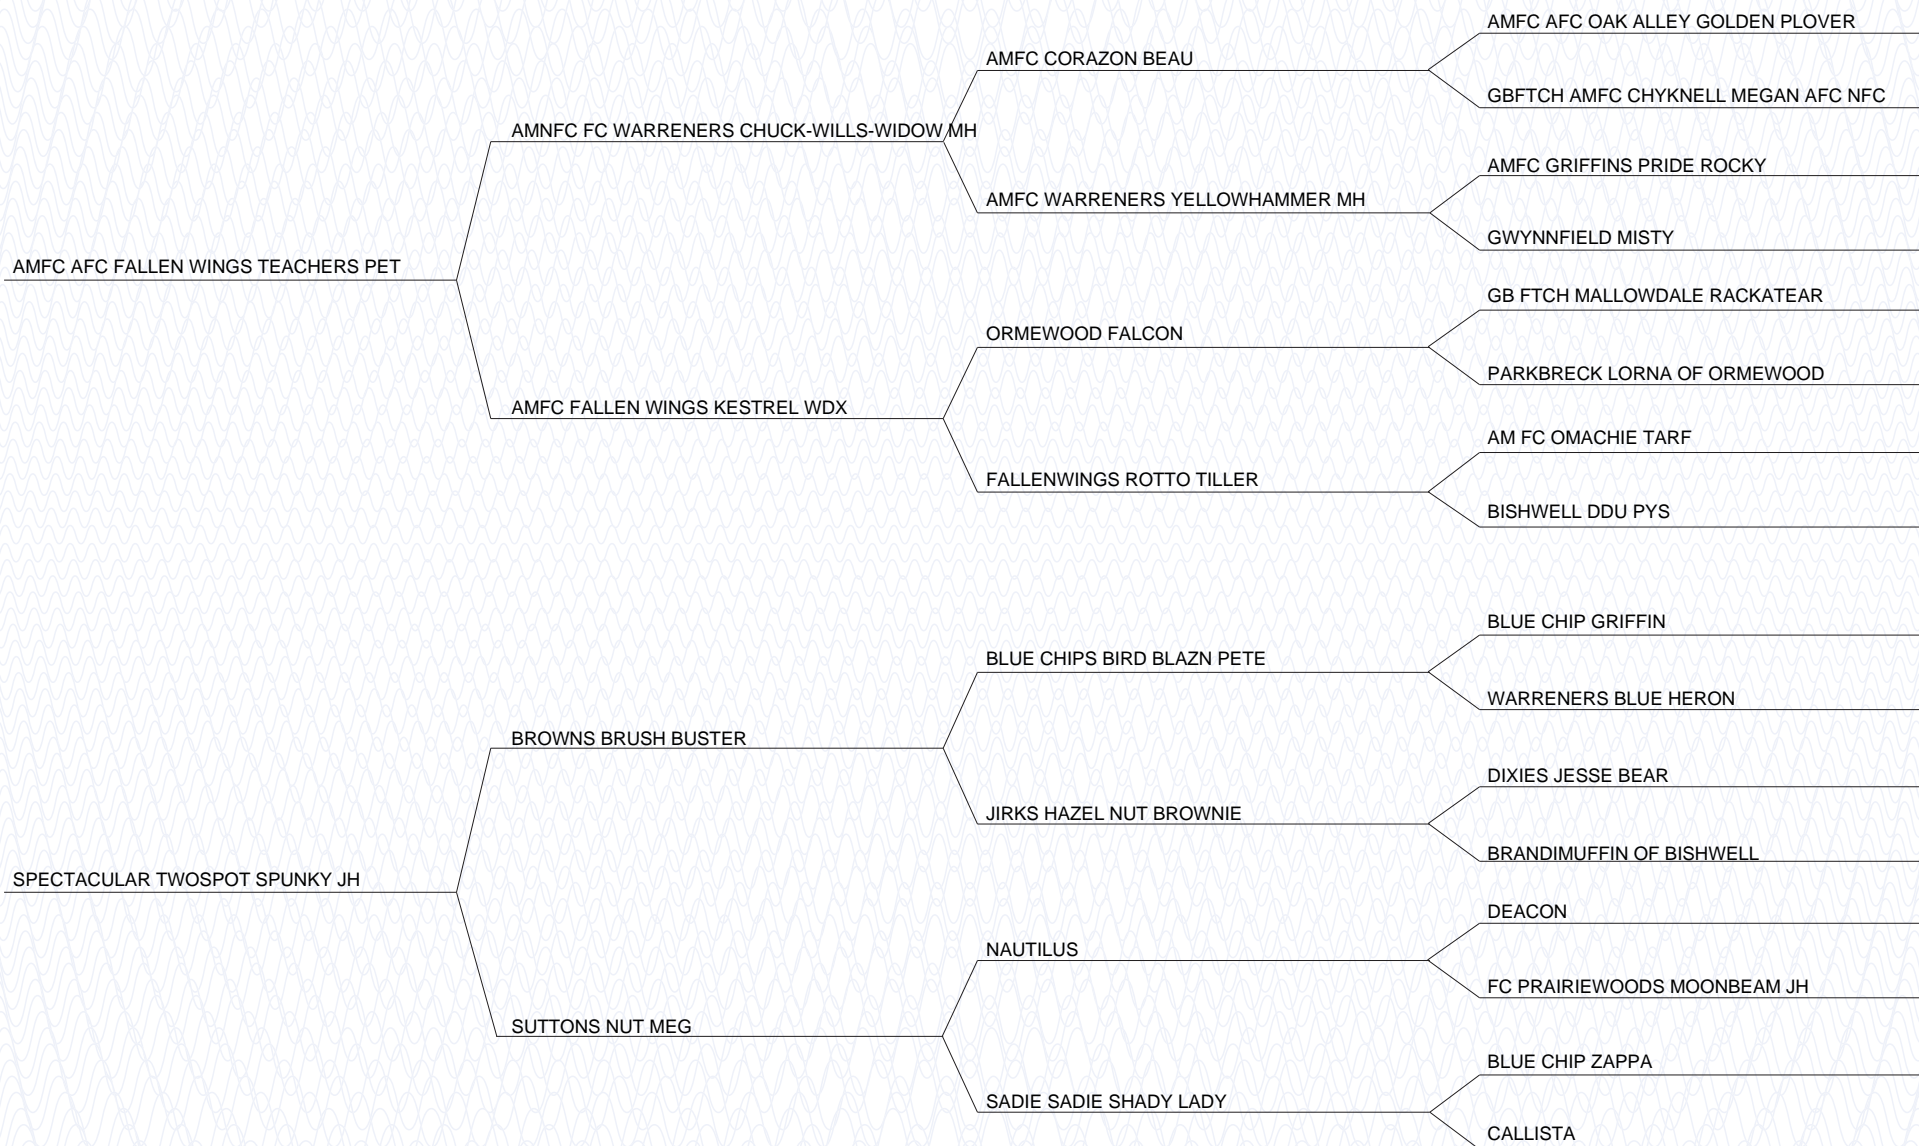 AMFC AFC OAK ALLEY GOLDEN PLOVER
AMFC CORAZON BEAU
GBFTCH AMFC CHYKNELL MEGAN AFC NFC
AMNFC FC WARRENERS CHUCK-WILLS-WIDOW MH
AMFC GRIFFINS PRIDE ROCKY
AMFC WARRENERS YELLOWHAMMER MH
GWYNNFIELD MISTY
AMFC AFC FALLEN WINGS TEACHERS PET
GB FTCH MALLOWDALE RACKATEAR
ORMEWOOD FALCON
PARKBRECK LORNA OF ORMEWOOD
AMFC FALLEN WINGS KESTREL WDX
AM FC OMACHIE TARF
FALLENWINGS ROTTO TILLER
BISHWELL DDU PYS
BLUE CHIP GRIFFIN
BLUE CHIPS BIRD BLAZN PETE
WARRENERS BLUE HERON
BROWNS BRUSH BUSTER
DIXIES JESSE BEAR
JIRKS HAZEL NUT BROWNIE
BRANDIMUFFIN OF BISHWELL
SPECTACULAR TWOSPOT SPUNKY JH
DEACON
NAUTILUS
FC PRAIRIEWOODS MOONBEAM JH
SUTTONS NUT MEG
BLUE CHIP ZAPPA
SADIE SADIE SHADY LADY
CALLISTA